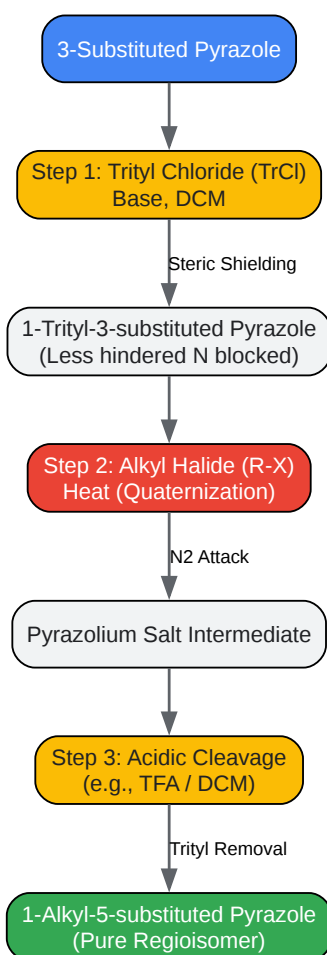 3-Substituted Pyrazole
Step 1: Trityl Chloride (TrCl)
Base, DCM
Steric Shielding
1-Trityl-3-substituted Pyrazole
(Less hindered N blocked)
Step 2: Alkyl Halide (R-X)
Heat (Quaternization)
N2 Attack
Pyrazolium Salt Intermediate
Step 3: Acidic Cleavage
(e.g., TFA / DCM)
Trityl Removal
1-Alkyl-5-substituted Pyrazole
(Pure Regioisomer)